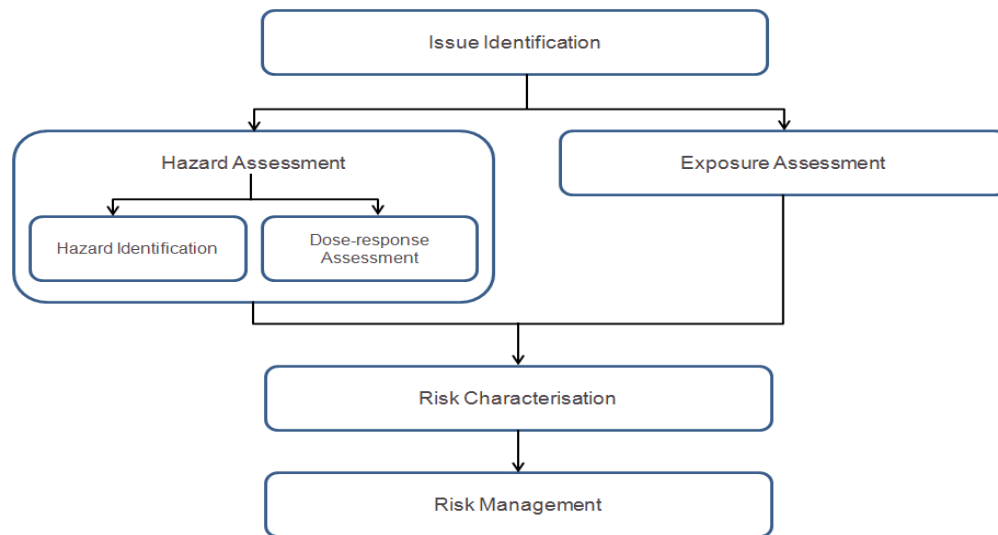 Issue Identification
Hazard Assessment
Exposure Assessment
Hazard Identification
Dose-response
Assessment
Risk Characterisation
Risk Management